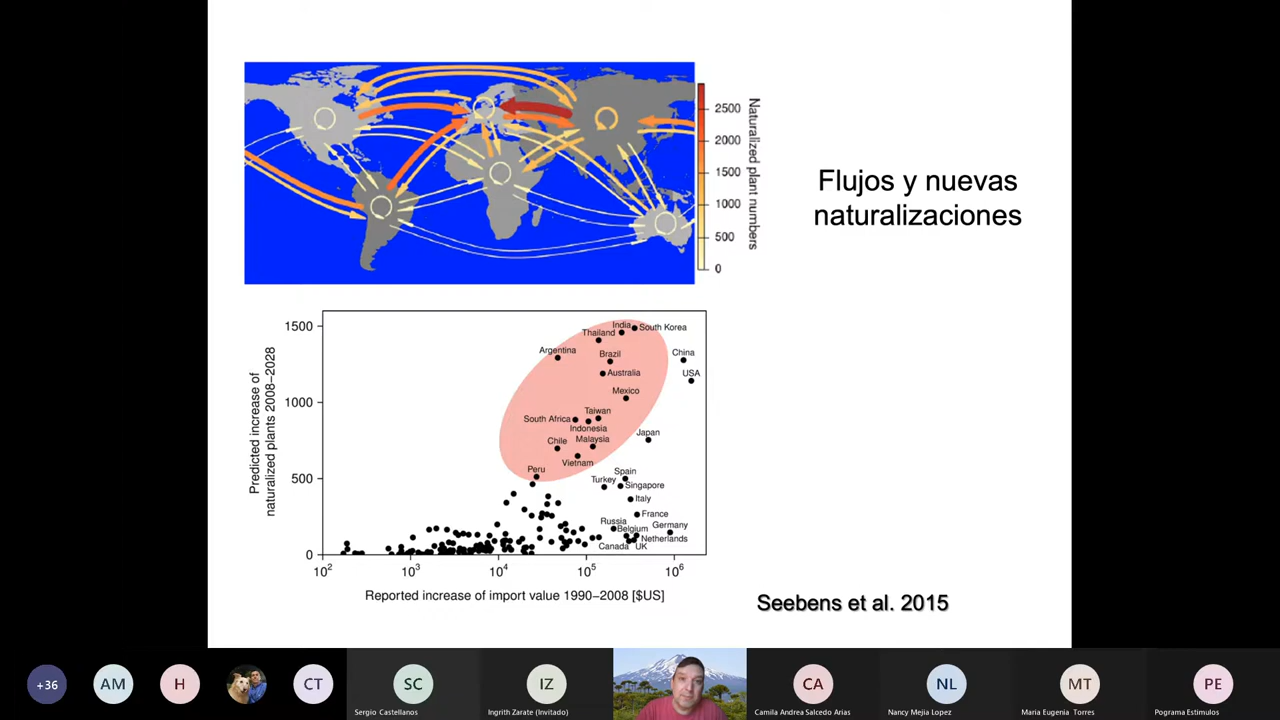 2500
2000
1500
1000
500
0
Naturalized plant numbers
Flujos y nuevas
naturalizaciones
Predicted increase of
naturalized plants 2008–2028
1500
1000
500
0
India
South Korea
Thailand
Argentina
Brazil
China
Australia
USA
Mexico
Taiwan
South Africa
Indonesia
Japan
Chile
Malaysia
Vietnam
Peru
Spain
Turkey
Singapore
Italy
France
Russia
Germany
Belgium
Netherlands
Canada
UK
10²
10³
10⁴
10⁵
10⁶
Reported increase of import value 1990–2008 [$US]
Seebens et al. 2015
+36
AM
H
CT
SC
Sergio Castellanos
IZ
Ingrith Zarate (Invitado)
CA
Camila Andrea Salcedo Arias
NL
Nancy Mejia Lopez
MT
Maria Eugenia Torres
PE
Pograma Estimulos